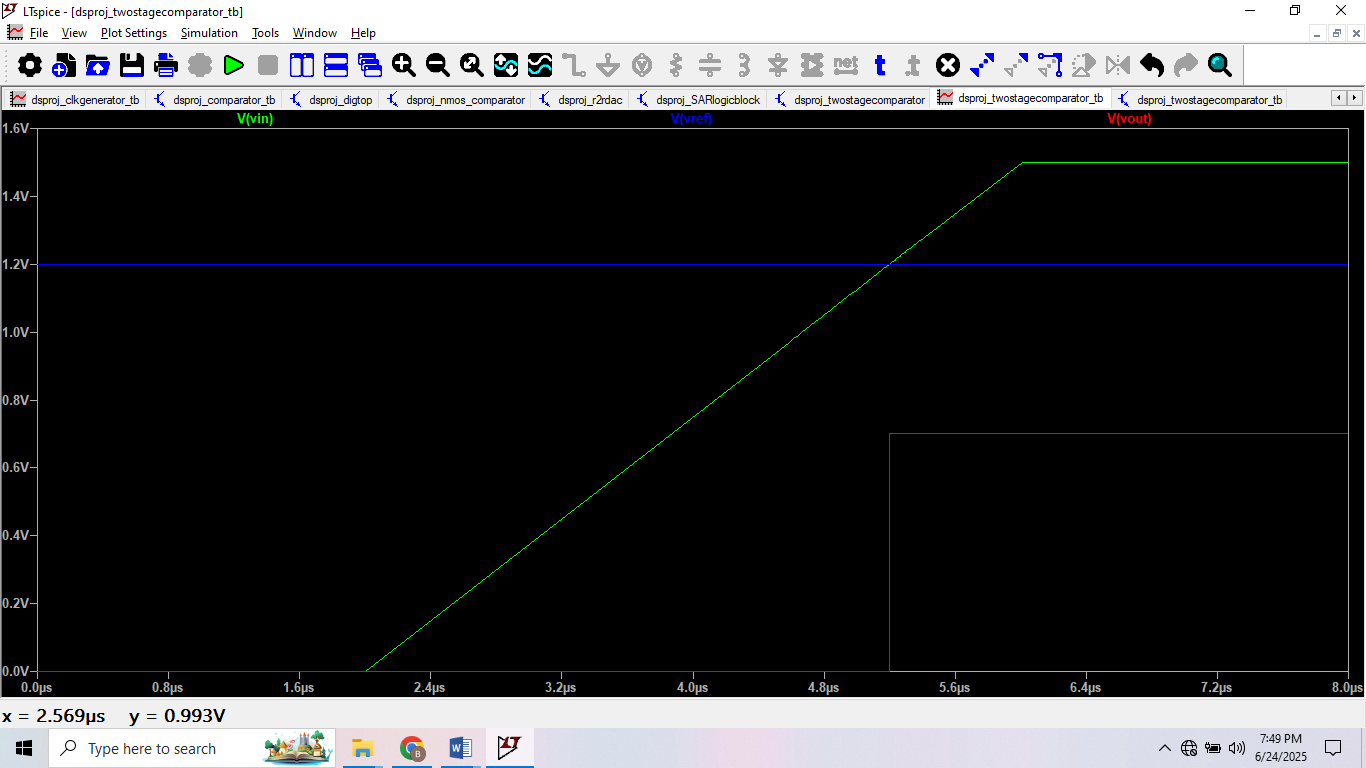 LTspice - [dsproj_twostagecomparator_tb]
File View Plot Settings Simulation Tools Window Help
net t t
dsproj_clkgenerator_tb dsproj_comparator_tb dsproj_digtop dsproj_nmos_comparator dsproj_r2rdac dsproj_SARlogicblock dsproj_twostagecomparator dsproj_twostagecomparator_tb dsproj_twostagecomparator_tb
V(vin) V(vref) V(vout)
1.6V
1.4V
1.2V
1.0V
0.8V
0.6V
0.4V
0.2V
0.0V
0.0µs 0.8µs 1.6µs 2.4µs 3.2µs 4.0µs 4.8µs 5.6µs 6.4µs 7.2µs 8.0µs
x = 2.569µs y = 0.993V
Type here to search
B W
7:49 PM
6/24/2025